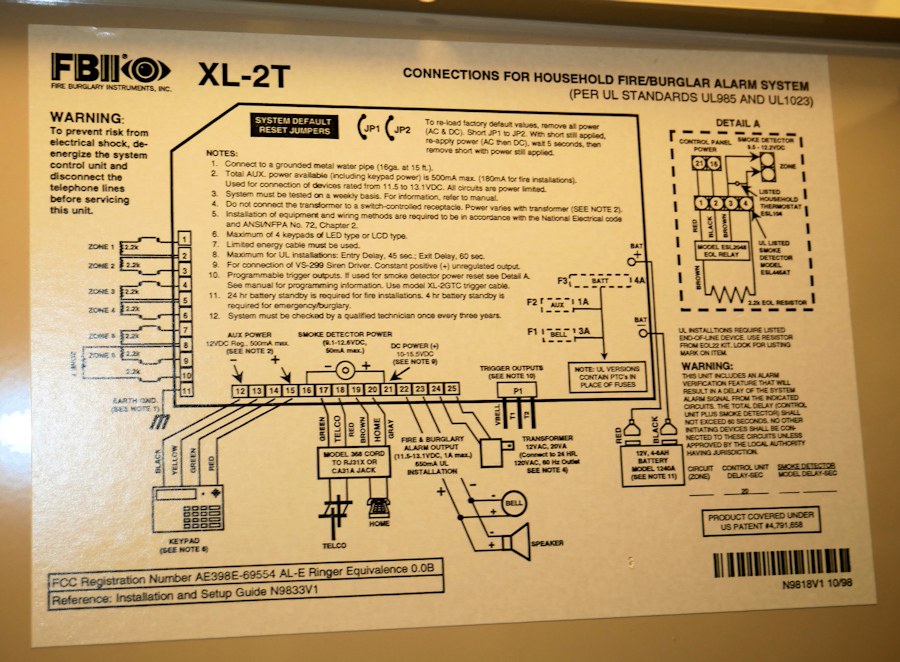 FBI
FIRE BURGLARY INSTRUMENTS, INC.
XL-2T
CONNECTIONS FOR HOUSEHOLD FIRE/BURGLAR ALARM SYSTEM
(PER UL STANDARDS UL985 AND UL1023)
WARNING:
To prevent risk from
electrical shock, de-
energize the system
control unit and
disconnect the
telephone lines
before servicing
this unit.
SYSTEM DEFAULT
RESET JUMPERS
JP1 JP2
To re-load factory default values, remove all power
(AC & DC). Short JP1 to JP2. With short still applied,
re-apply power (AC then DC), wait 5 seconds, then
remove short with power still applied.
NOTES:
1. Connect to a grounded metal water pipe (16ga. at 15 ft.).
2. Total AUX. power available (including keypad power) is 500mA max. (180mA for fire installations).
Used for connection of devices rated from 11.5 to 13.1VDC. All circuits are power limited.
3. System must be tested on a weekly basis. For information, refer to manual.
4. Do not connect the transformer to a switch-controlled receptacle. Power varies with transformer (SEE NOTE 2).
5. Installation of equipment and wiring methods are required to be in accordance with the National Electrical code
and ANSI/NFPA No. 72, Chapter 2.
6. Maximum of 4 keypads of LED type or LCD type.
7. Limited energy cable must be used.
8. Maximum for UL installations: Entry Delay, 45 sec.; Exit Delay, 60 sec.
9. For connection of VS-299 Siren Driver. Constant positive (+) unregulated output.
10. Programmable trigger outputs. If used for smoke detector power reset see Detail A.
See manual for programming information. Use model XL-2GTC trigger cable.
11. 24 hr battery standby is required for fire installations. 4 hr battery standby is
required for emergency/burglary.
12. System must be checked by a qualified technician once every three years.
DETAIL A
CONTROL PANEL
POWER
SMOKE DETECTOR
9.5 - 12.2VDC
21 16
ZONE
LISTED
HOUSEHOLD
THERMOSTAT
ESL104
1 2 3 4
RED
BLACK
BROWN
UL LISTED
SMOKE
DETECTOR
MODEL
ESL445AT
MODEL ESL204B
EOL RELAY
BROWN
2.2k EOL RESISTOR
ZONE 1 2.2k
ZONE 2 2.2k
ZONE 3 2.2k
ZONE 4 2.2k
ZONE 5 2.2k
ZONE 6 2.2k
2.2k
ZONE 7
1
2
3
4
5
6
7
8
9
10
11
EARTH GND.
(SEE NOTE 1)
AUX POWER
12VDC Reg., 500mA max.
(SEE NOTE 2)
− +
SMOKE DETECTOR POWER
(9.1-12.6VDC,
50mA max.)
− +
DC POWER (+)
10-15.5VDC
(SEE NOTE 9)
12 13 14 15 16 17 18 19 20 21 22 23 24 25
BAT
F3 BATT 4A
F2 AUX 1A
F1 BELL 3A
BAT
NOTE: UL VERSIONS
CONTAIN PTC's IN
PLACE OF FUSES
TRIGGER OUTPUTS
(SEE NOTE 10)
P1
VBELL
T1
T2
UL INSTALLTIONS REQUIRE LISTED
END-OF-LINE DEVICE. USE RESISTOR
FROM EOL22 KIT. LOOK FOR LISTING
MARK ON ITEM.
WARNING:
THIS UNIT INCLUDES AN ALARM
VERIFICATION FEATURE THAT WILL
RESULT IN A DELAY OF THE SYSTEM
ALARM SIGNAL FROM THE INDICATED
CIRCUITS. THE TOTAL DELAY (CONTROL
UNIT PLUS SMOKE DETECTOR) SHALL
NOT EXCEED 60 SECONDS. NO OTHER
INITIATING DEVICES SHALL BE CON-
NECTED TO THESE CIRCUITS UNLESS
APPROVED BY THE LOCAL AUTHORITY
HAVING JURISDICTION.
CIRCUIT CONTROL UNIT SMOKE DETECTOR
(ZONE) DELAY-SEC MODEL DELAY-SEC.
20
BLACK
YELLOW
GREEN
RED
KEYPAD
(SEE NOTE 6)
GREEN
TELCO
RED
BROWN
HOME
GRAY
MODEL 368 CORD
TO RJ31X OR
CA31A JACK
TELCO
HOME
FIRE & BURGLARY
ALARM OUTPUT
(11.5-13.1VDC, 1A max.)
650mA UL
INSTALLATION
+ −
− +
BELL
− +
SPEAKER
TRANSFORMER
12VAC, 20VA
(Connect to 24 HR.
120VAC, 60 Hz Outlet
SEE NOTE 4)
RED
BLACK
12V, 4-6AH
BATTERY
MODEL 1240A
(SEE NOTE 11)
PRODUCT COVERED UNDER
US PATENT #4,791,658
FCC Registration Number AE398E-69554 AL-E Ringer Equivalence 0.0B
Reference: Installation and Setup Guide N9833V1
N9818V1 10/98